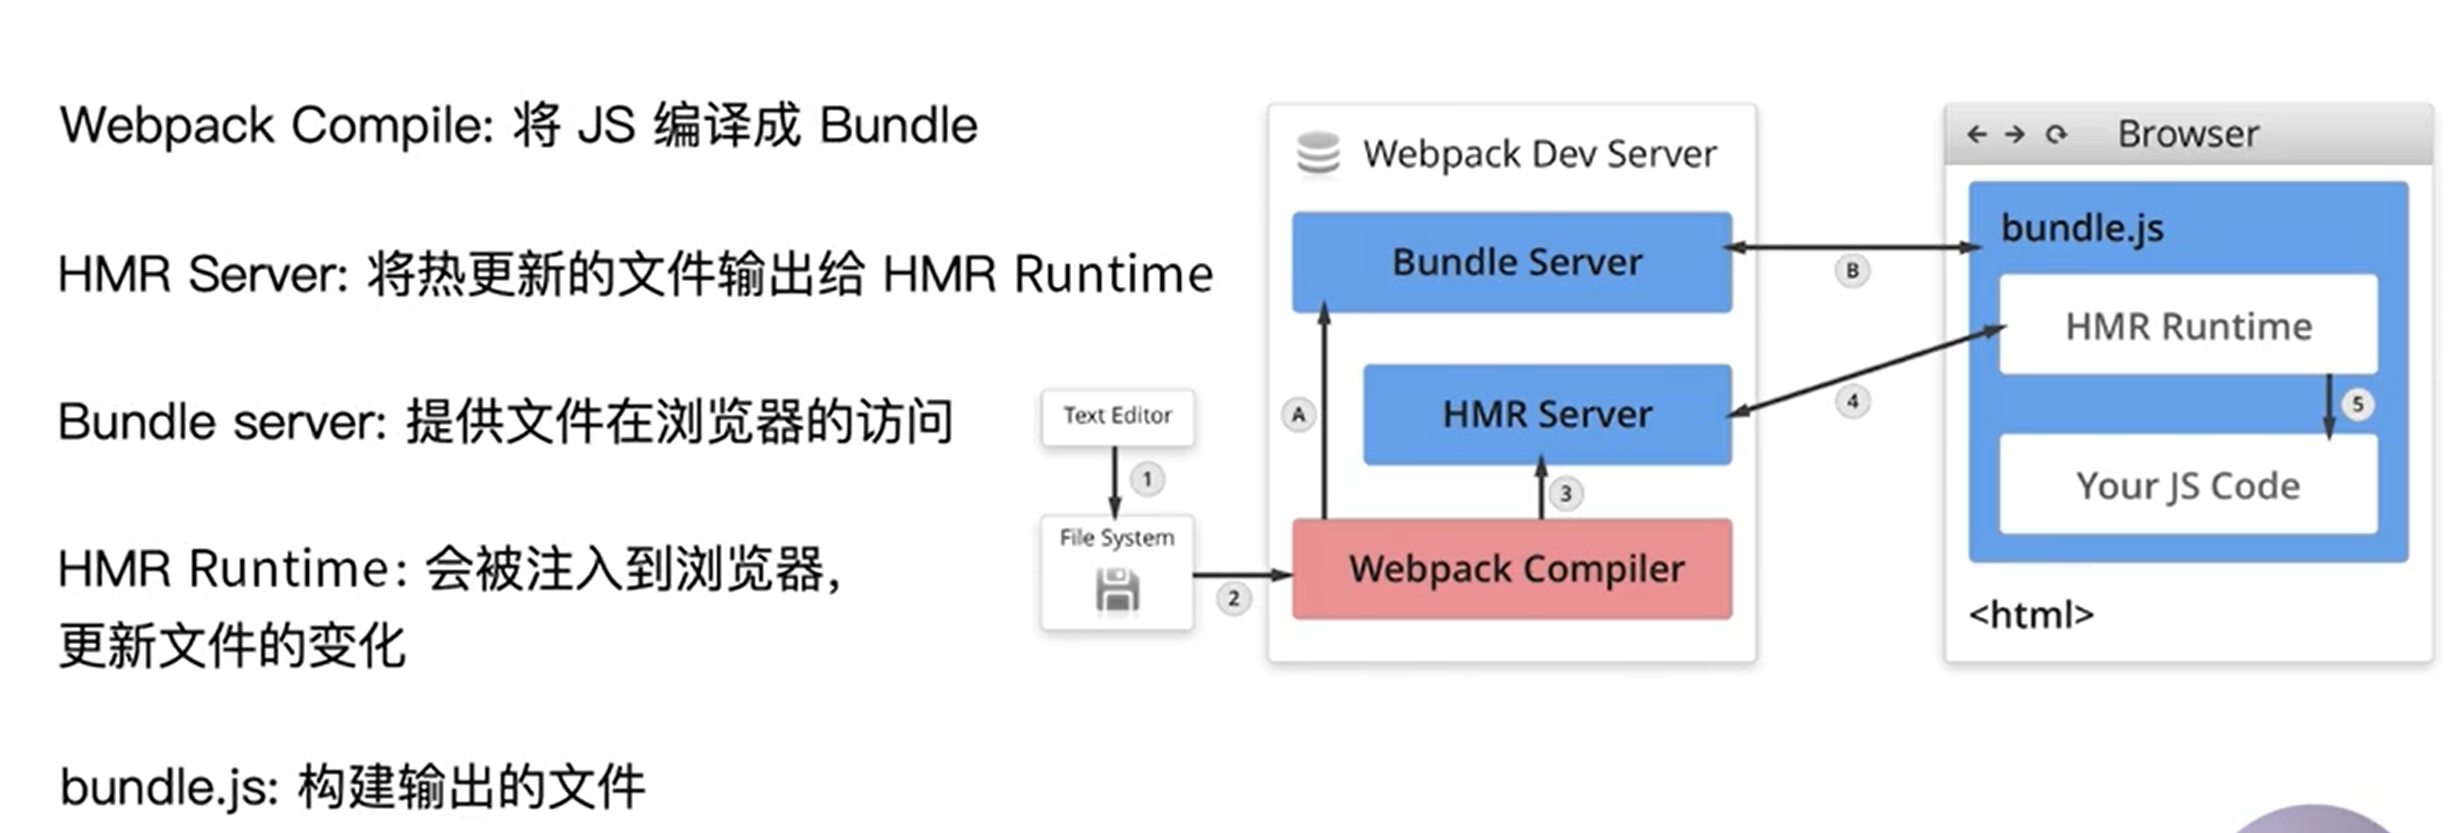 Webpack Compile: 将 JS 编译成 Bundle
HMR Server: 将热更新的文件输出给 HMR Runtime
Bundle server: 提供文件在浏览器的访问
HMR Runtime: 会被注入到浏览器,
更新文件的变化
bundle.js: 构建输出的文件
Text Editor
1
File System
2
Webpack Dev Server
Bundle Server
A
HMR Server
3
Webpack Compiler
B
4
Browser
bundle.js
HMR Runtime
5
Your JS Code
<html>